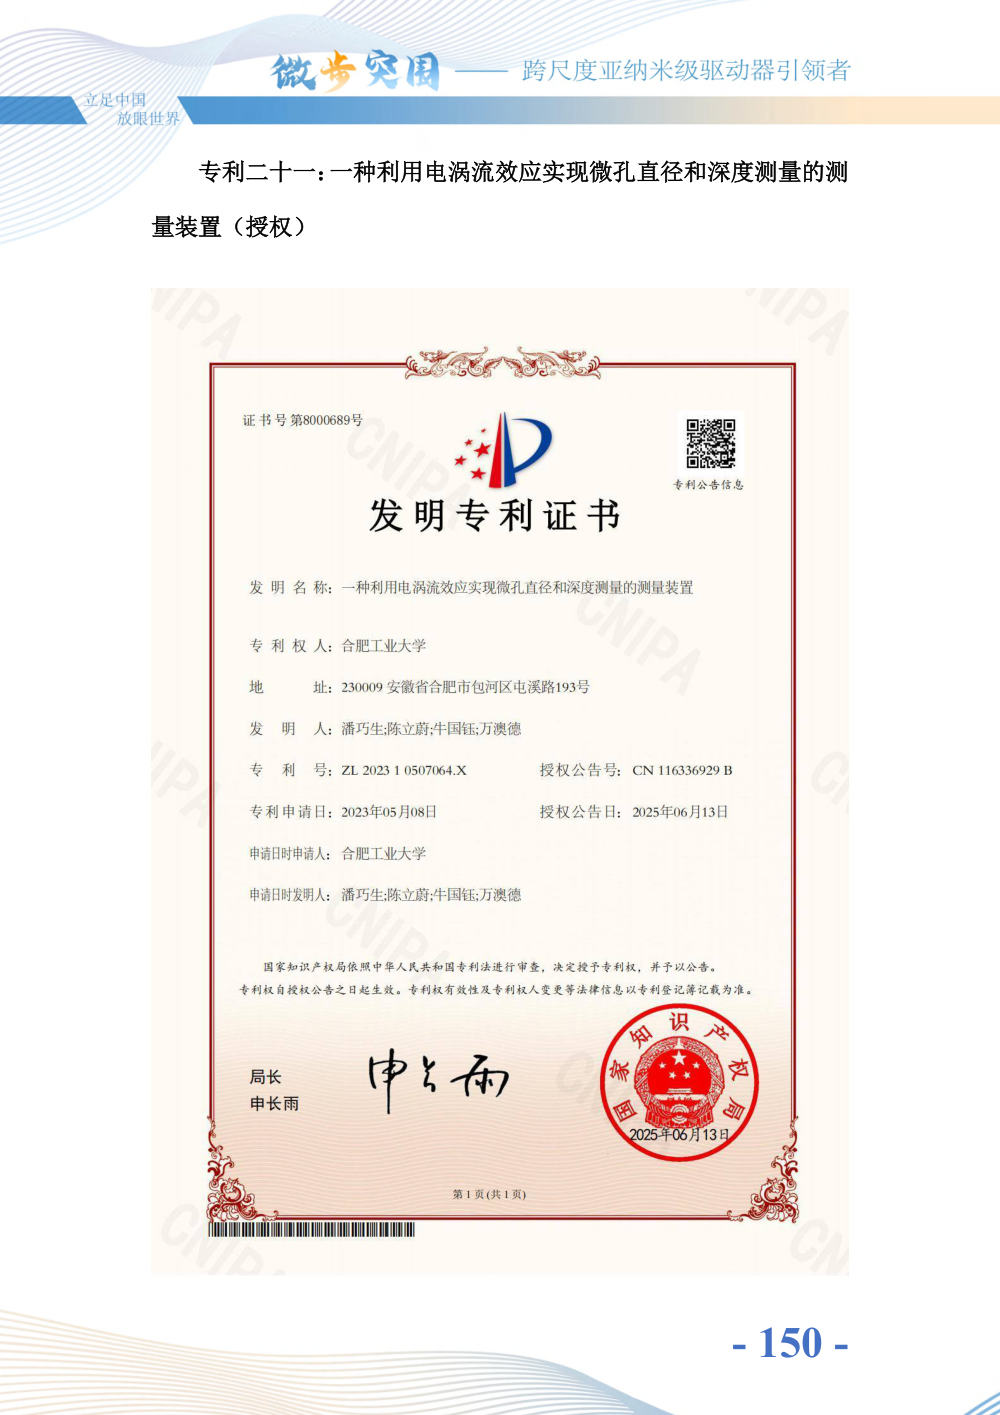 微步突围 —— 跨尺度亚纳米级驱动器引领者
立足中国
放眼世界
专利二十一：一种利用电涡流效应实现微孔直径和深度测量的测
量装置（授权）
证书号第8000689号
专利公告信息
发明专利证书
发明名称：一种利用电涡流效应实现微孔直径和深度测量的测量装置
专利权人：合肥工业大学
地址：230009 安徽省合肥市包河区屯溪路193号
发明人：潘巧生;陈立蔚;牛国钰;万澳德
专利号：ZL 2023 1 0507064.X 授权公告号：CN 116336929 B
专利申请日：2023年05月08日 授权公告日：2025年06月13日
申请日时申请人：合肥工业大学
申请日时发明人：潘巧生;陈立蔚;牛国钰;万澳德
国家知识产权局依照中华人民共和国专利法进行审查，决定授予专利权，并予以公告。
专利权自授权公告之日起生效。专利权有效性及专利权人变更等法律信息以专利登记簿记载为准。
局长
申长雨
申长雨
国家知识产权局
2025年06月13日
第 1 页 (共 1 页)
CNIPA
- 150 -